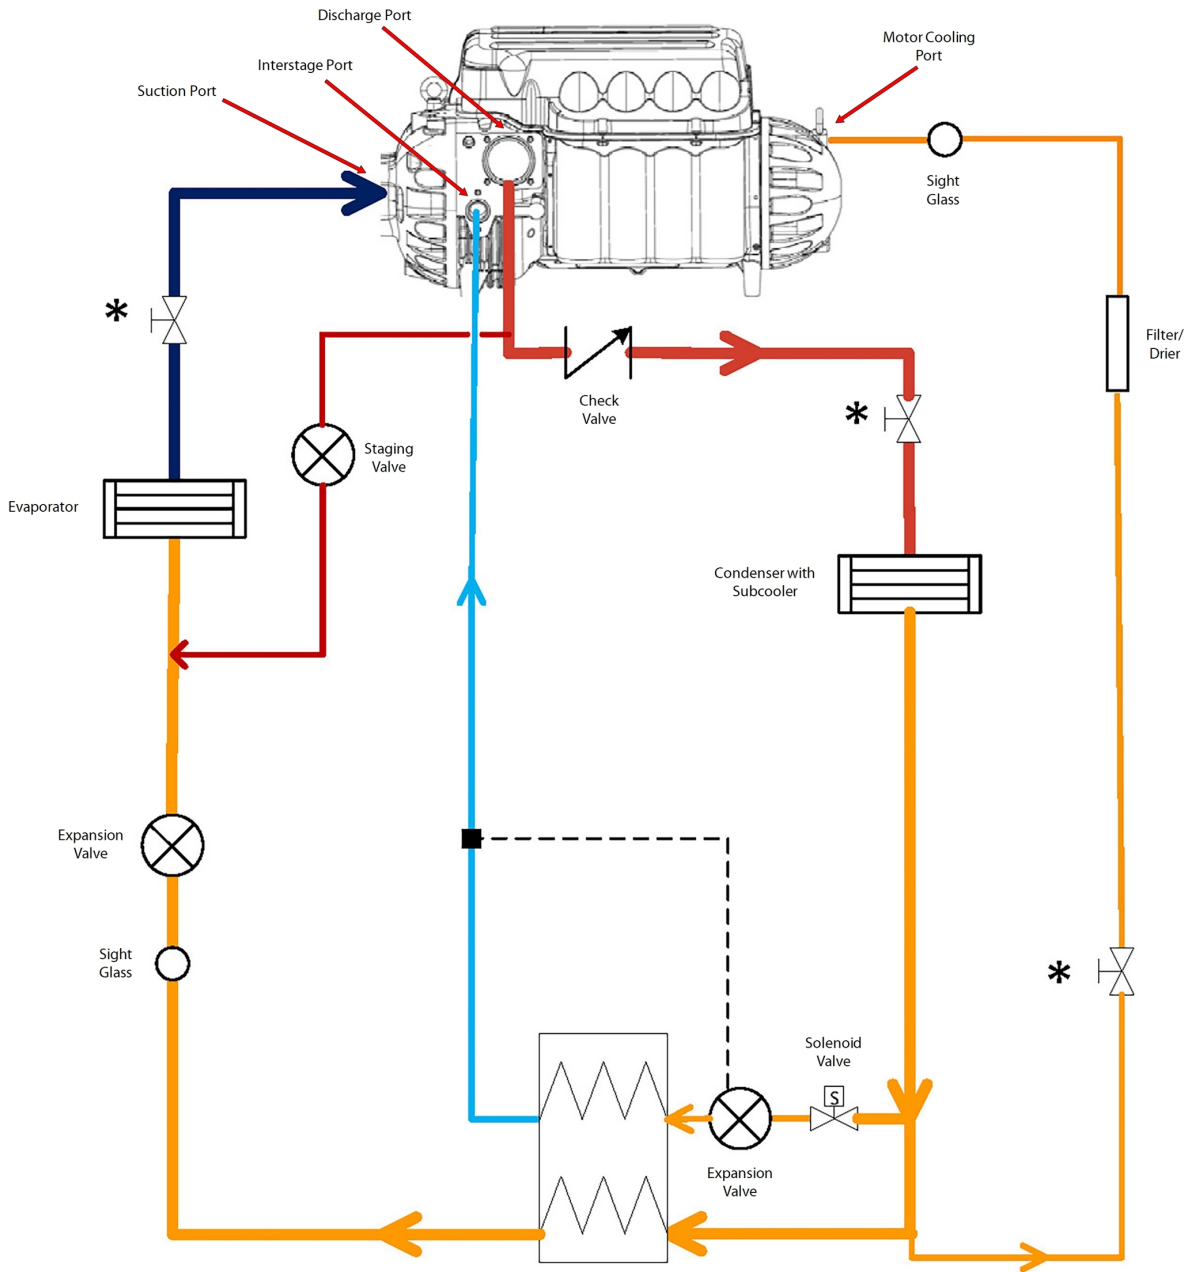 Discharge Port
Interstage Port
Suction Port
Motor Cooling
Port
Sight
Glass
Filter/
Drier
*
Check
Valve
*
Staging
Valve
Evaporator
Condenser with
Subcooler
Expansion
Valve
Sight
Glass
*
Solenoid
Valve
S
Expansion
Valve